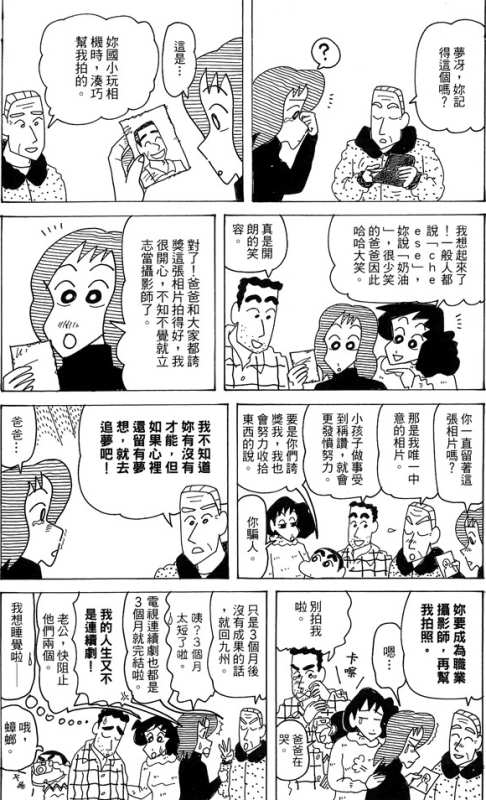 夢冴，妳記
得這個嗎？
？
這是⋯
妳國小玩相
機時，湊巧
幫我拍的。
我想起來了
！一般人都
說「che
ese」，
妳說「奶油
」，很少笑
的爸爸因此
哈哈大笑。
真是開
朗的笑
容。
對了！爸爸和大家都誇
獎這張相片拍得好，我
很開心，不知不覺就立
志當攝影師了。
你一直留著這
張相片嗎？
那是我唯一中
意的相片。
小孩子做事受
到稱讚，就會
更發憤努力。
要是你們誇
獎我，我也
會努力收拾
東西的說。
你騙人。
我不知道
妳有沒有
才能，但
如果心裡
還留有夢
想，就去
追夢吧！
爸爸⋯
妳要成為職業
攝影師，再幫
我拍照。
嗯⋯
別拍我
啦。
卡嚓
爸爸在
哭。
只是3個月後
沒有成果的話
，就回九州。
咦？3個月
太短了啦。
電視連續劇也都是
3個月就完結啦。
我的人生又不
是連續劇！
老公，快阻止
他們兩個。
我想睡覺啦──
哦，
蟑螂。